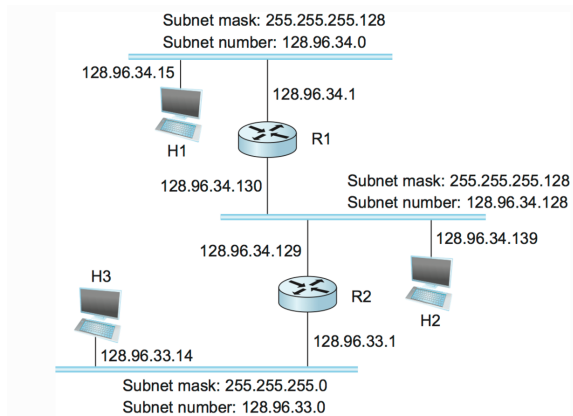 Subnet mask: 255.255.255.128
Subnet number: 128.96.34.0
128.96.34.15
128.96.34.1
H1
R1
128.96.34.130
Subnet mask: 255.255.255.128
Subnet number: 128.96.34.128
128.96.34.129
128.96.34.139
H3
R2
H2
128.96.33.1
128.96.33.14
Subnet mask: 255.255.255.0
Subnet number: 128.96.33.0